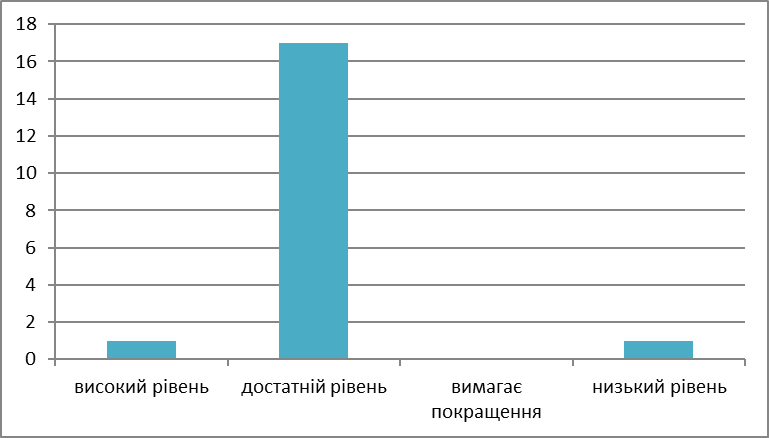 18
16
14
12
10
8
6
4
2
0
високий рівень
достатній рівень
вимагає
покращення
низький рівень